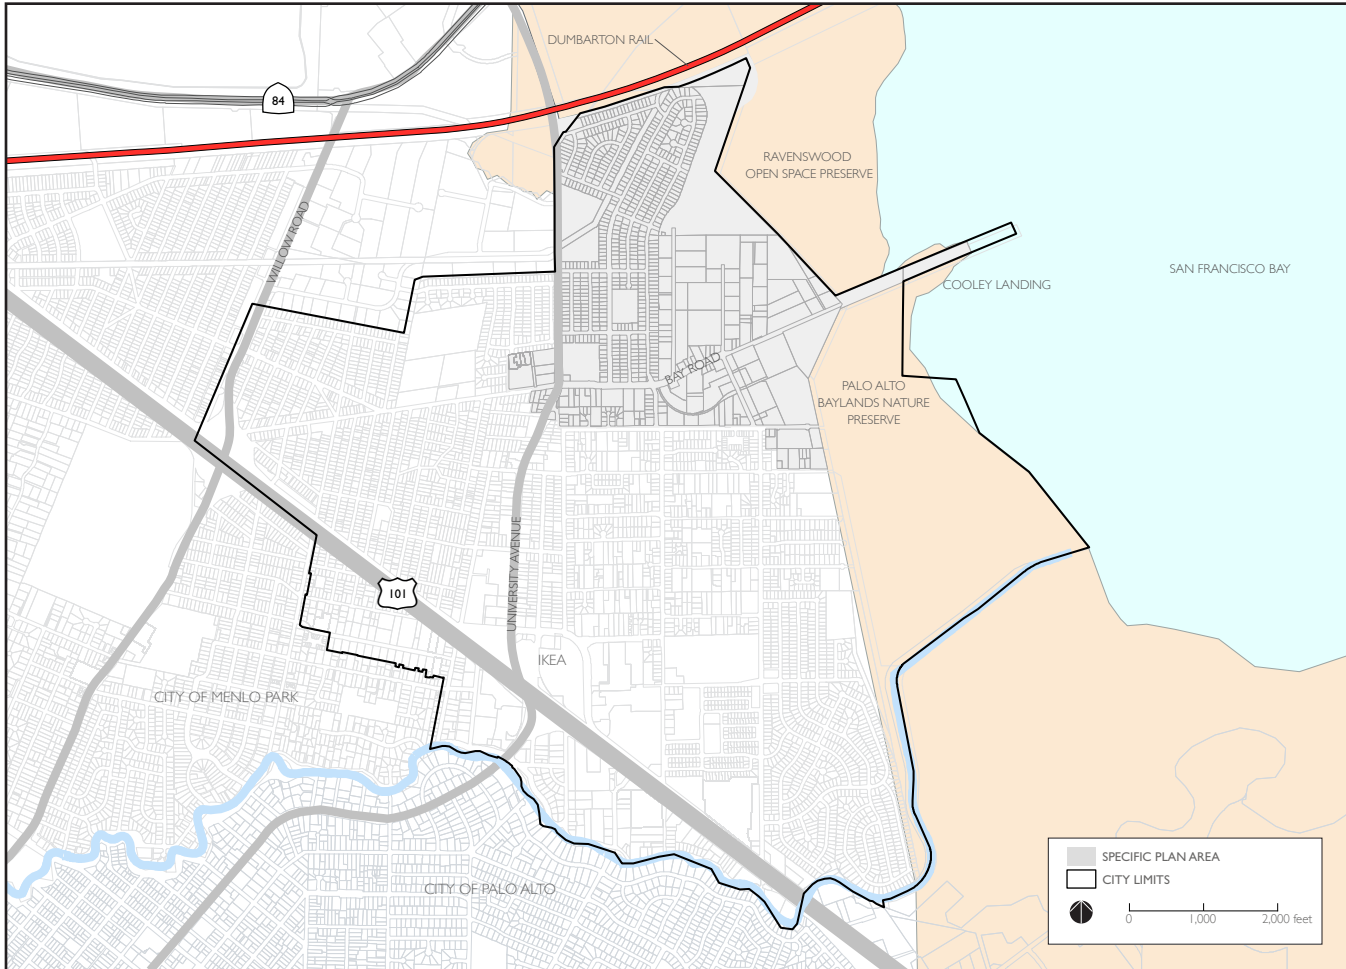 DUMBARTON RAIL
84
RAVENSWOOD
OPEN SPACE PRESERVE
WILLOW ROAD
SAN FRANCISCO BAY
COOLEY LANDING
BAY ROAD
PALO ALTO
BAYLANDS NATURE
PRESERVE
UNIVERSITY AVENUE
101
IKEA
CITY OF MENLO PARK
CITY OF PALO ALTO
SPECIFIC PLAN AREA
CITY LIMITS
0 1,000 2,000 feet